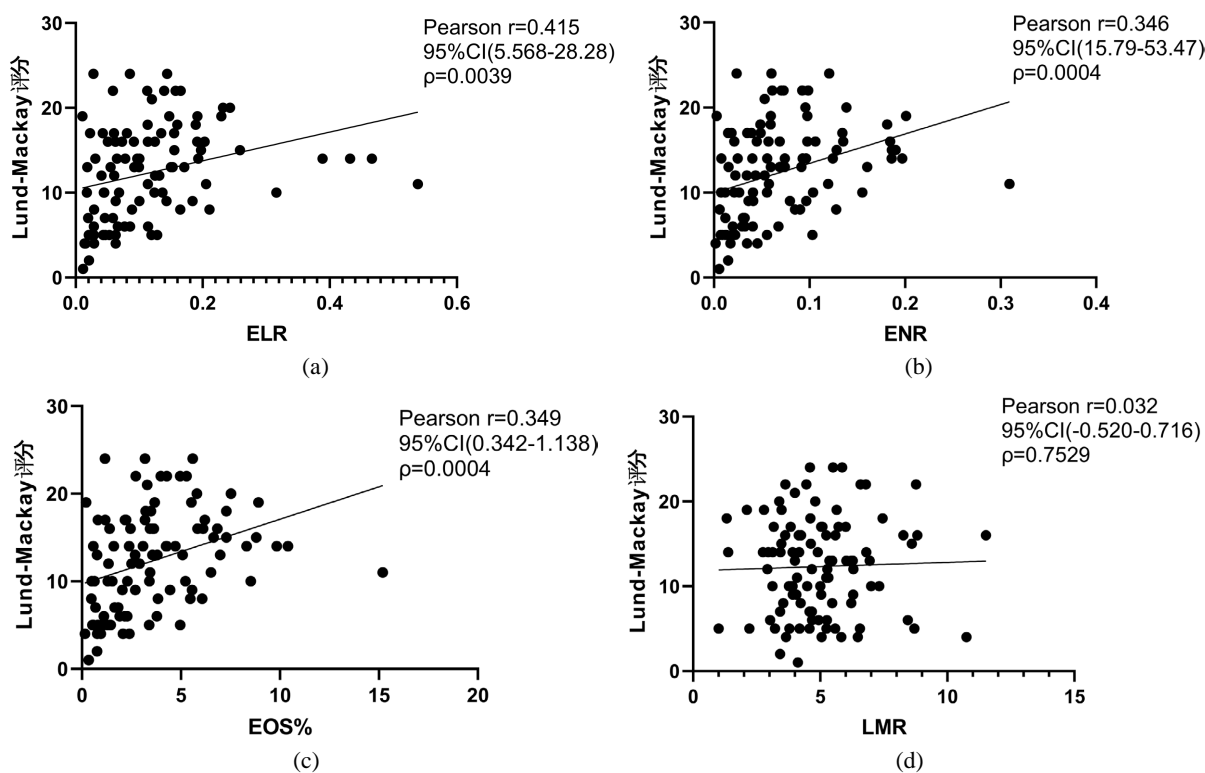 Pearson r=0.415
95%CI(5.568-28.28)
ρ=0.0039
Lund-Mackay评分
30
20
10
0
0.0 0.2 0.4 0.6
ELR
(a)
Pearson r=0.346
95%CI(15.79-53.47)
ρ=0.0004
Lund-Mackay评分
30
20
10
0
0.0 0.1 0.2 0.3 0.4
ENR
(b)
Pearson r=0.349
95%CI(0.342-1.138)
ρ=0.0004
Lund-Mackay评分
30
20
10
0
0 5 10 15 20
EOS%
(c)
Pearson r=0.032
95%CI(-0.520-0.716)
ρ=0.7529
Lund-Mackay评分
30
20
10
0
0 5 10 15
LMR
(d)